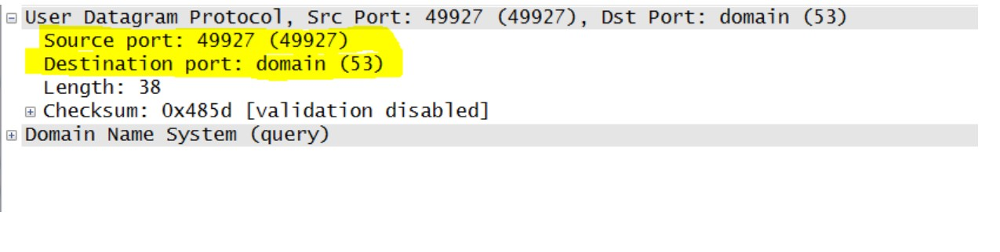 User Datagram Protocol, Src Port: 49927 (49927), Dst Port: domain (53)
Source port: 49927 (49927)
Destination port: domain (53)
Length: 38
Checksum: 0x485d [validation disabled]
Domain Name System (query)